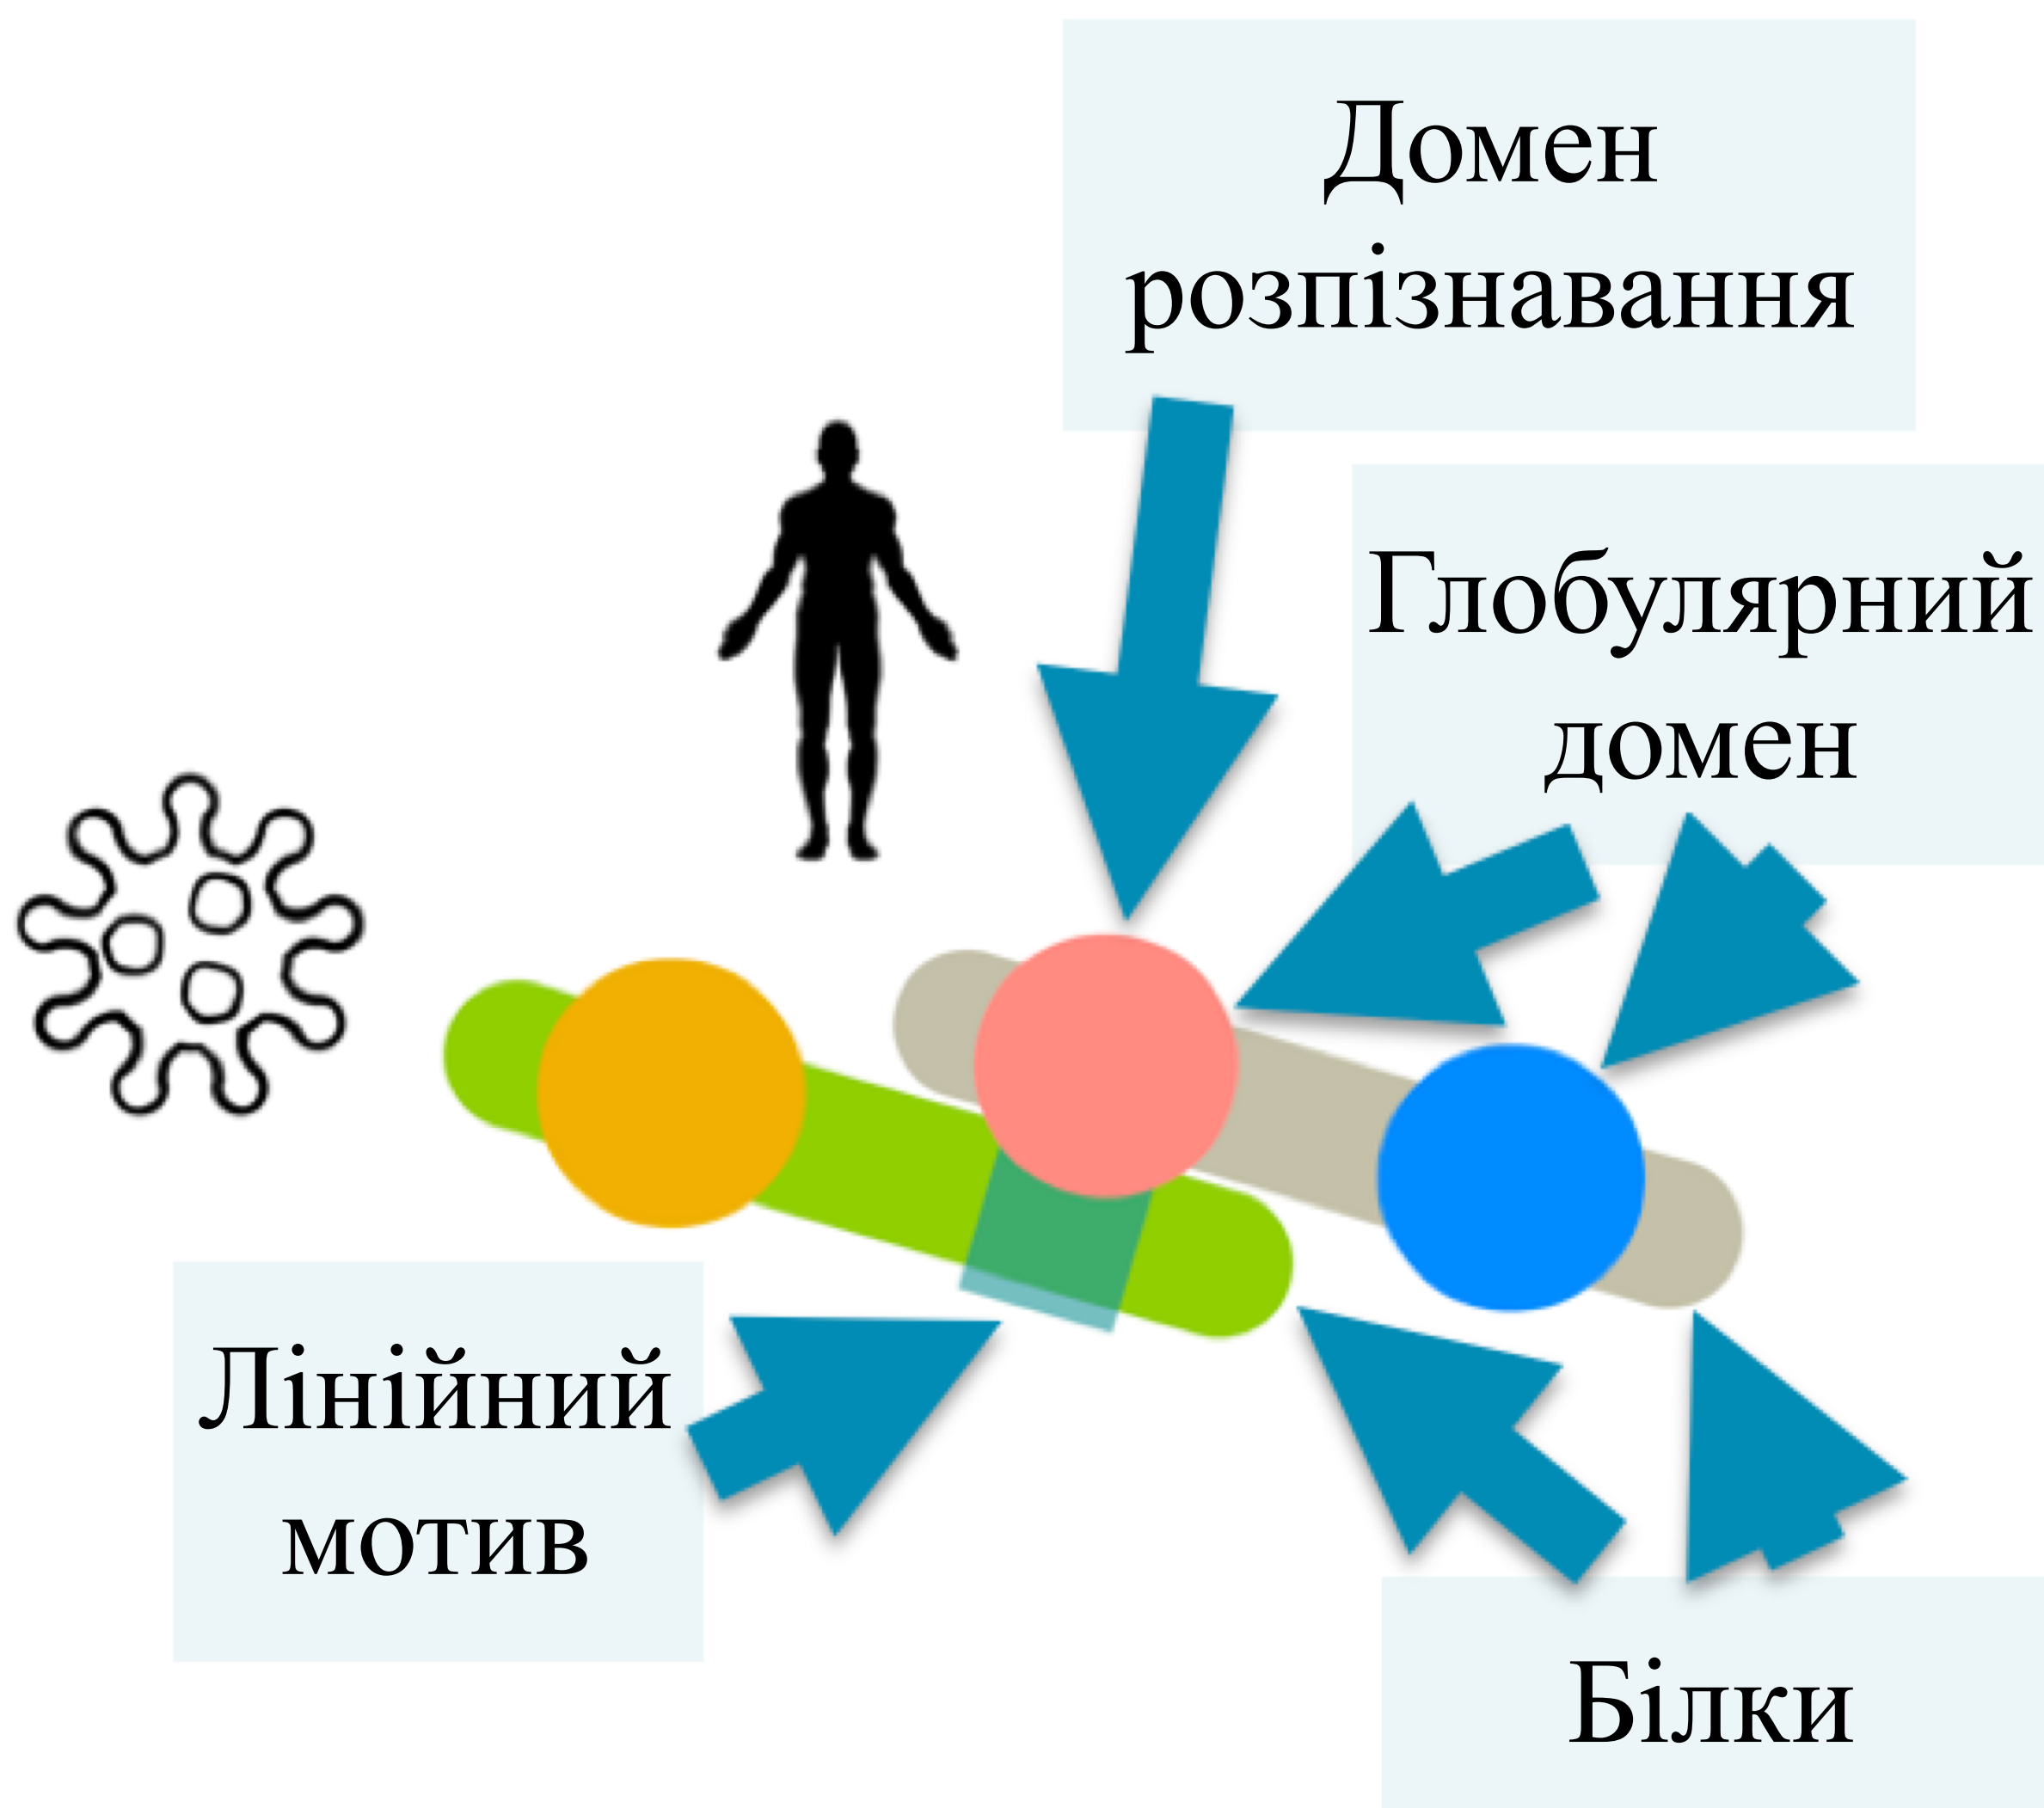 Домен
розпізнавання
Глобулярний
домен
Лінійний
мотив
Білки